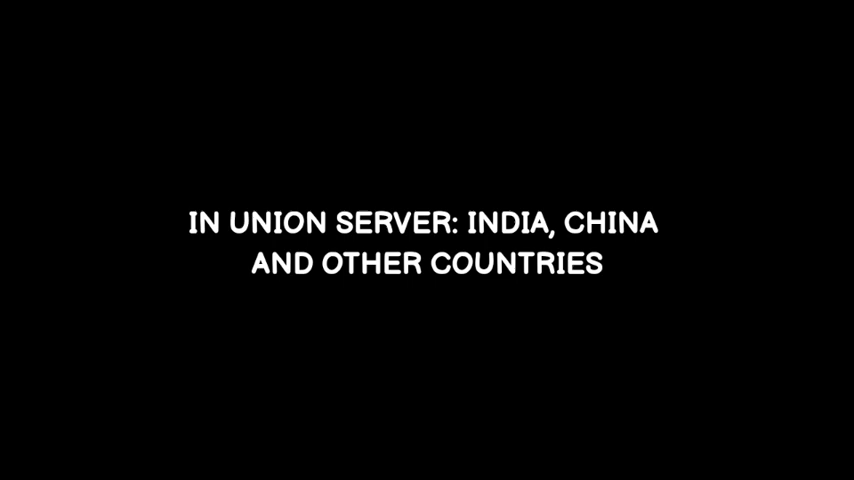 IN UNION SERVER: INDIA, CHINA
AND OTHER COUNTRIES